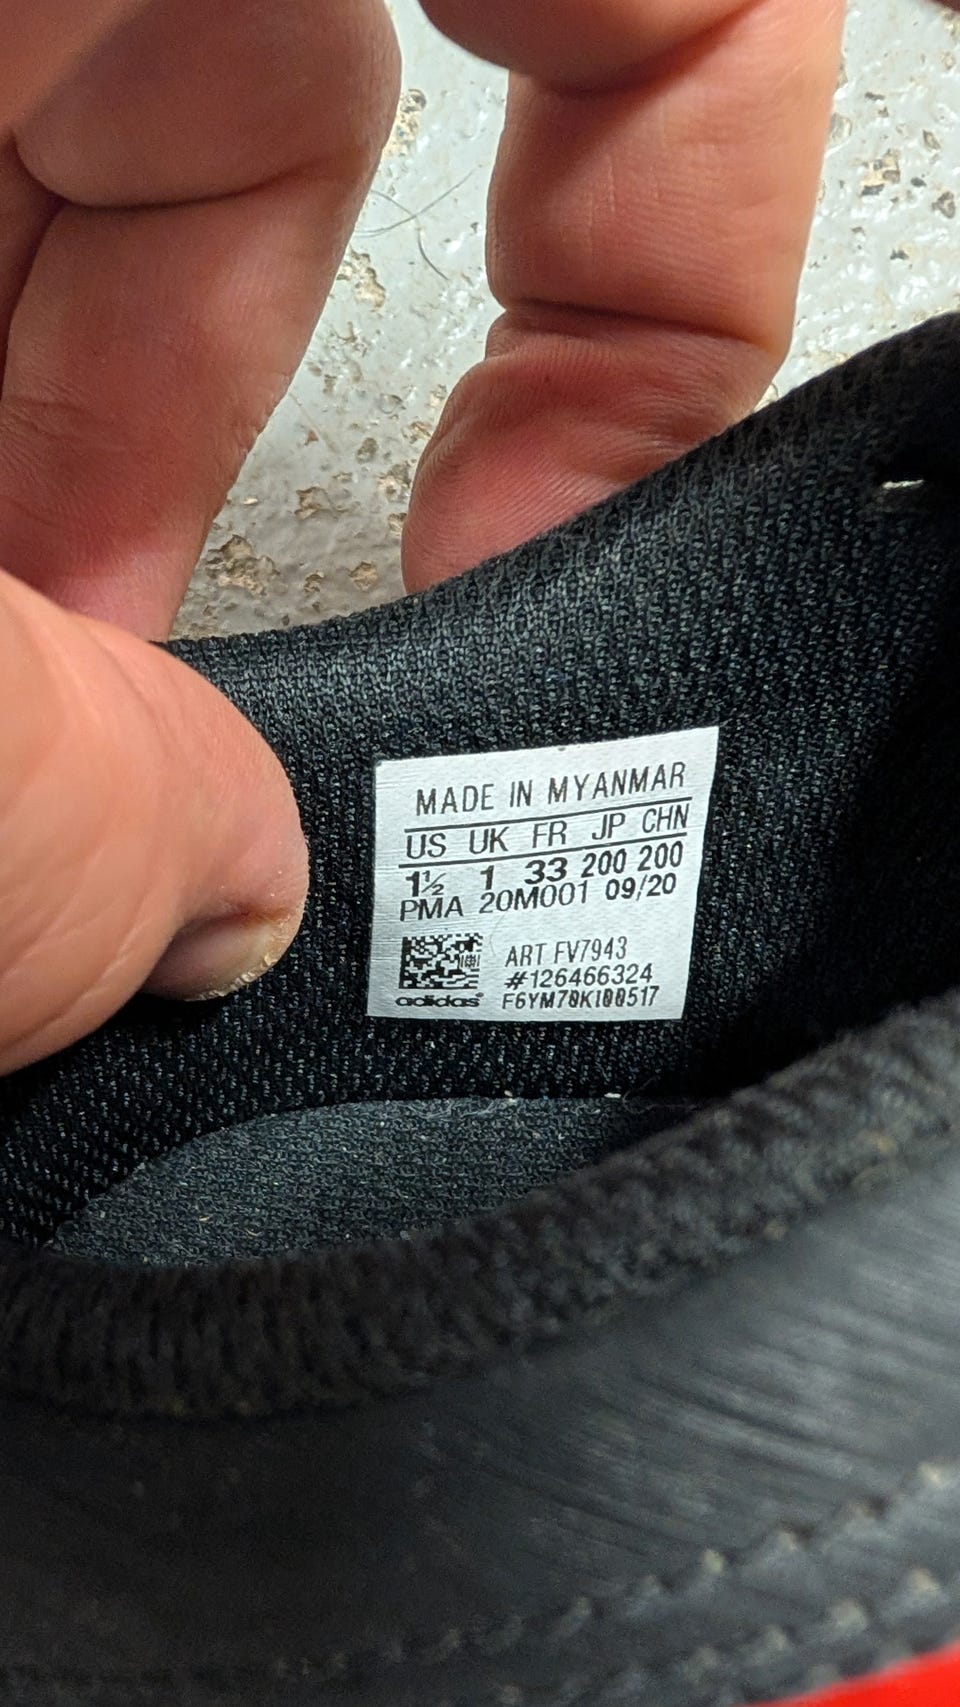 MADE IN MYANMAR
US UK FR JP CHN
1½ 1 33 200 200
PMA 20M001 09/20
ART FV7943
#126466324
adidas® F6YM70KI00517